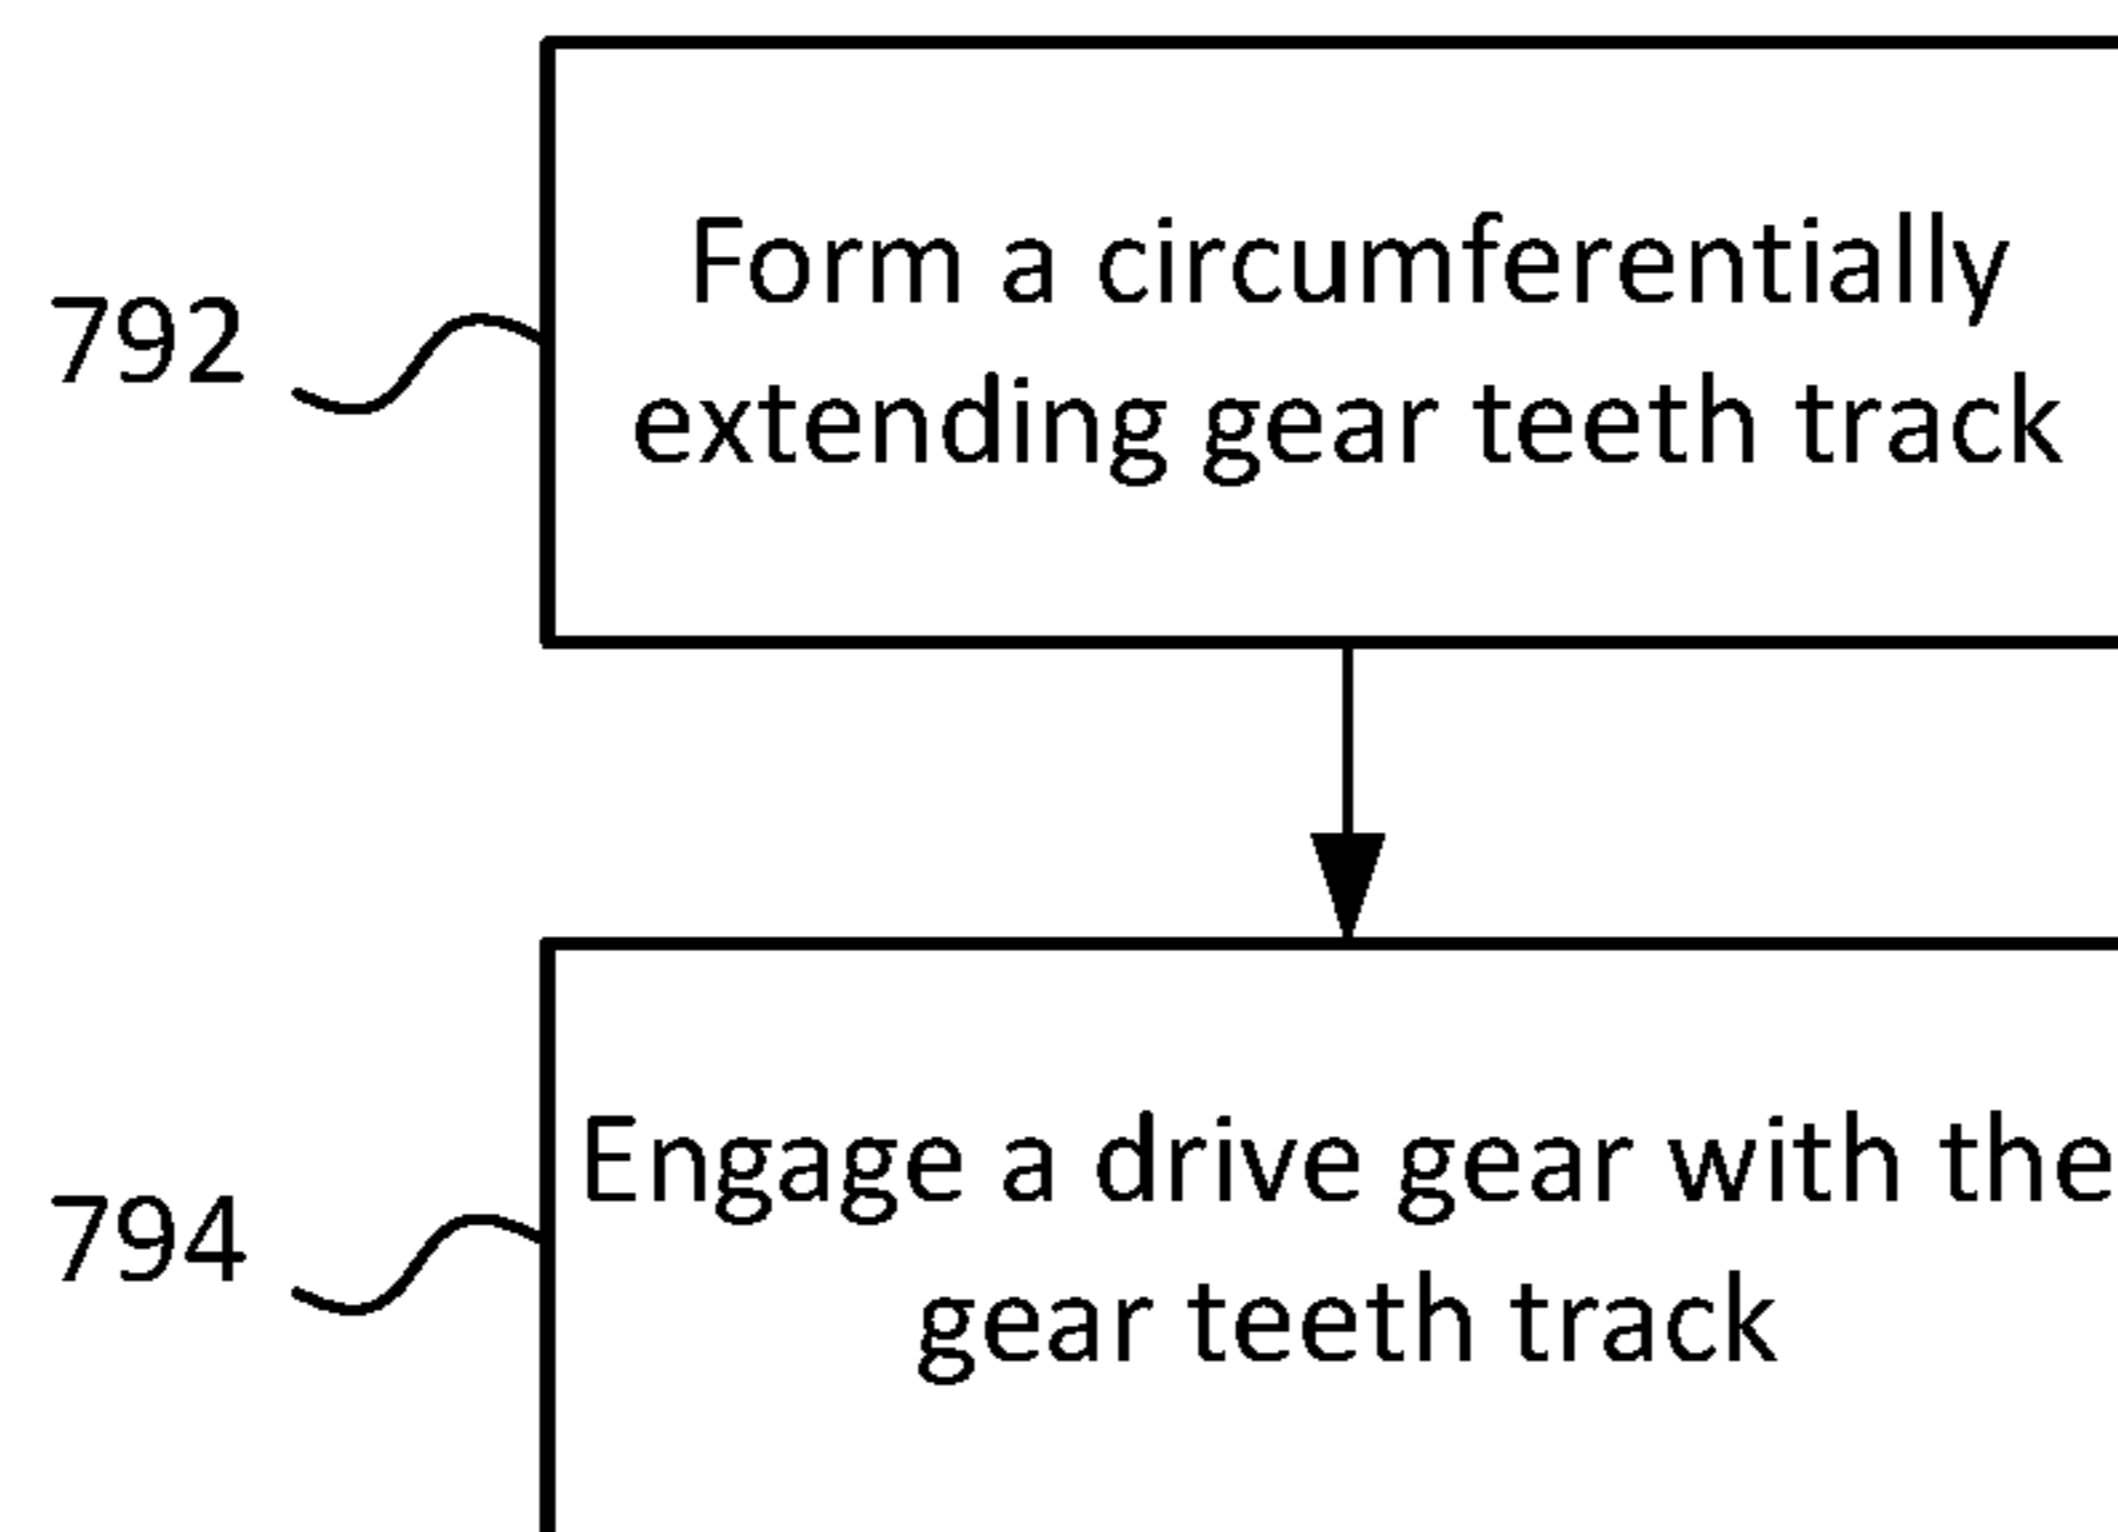 792
Form a circumferentially
extending gear teeth track
794
Engage a drive gear with the
gear teeth track